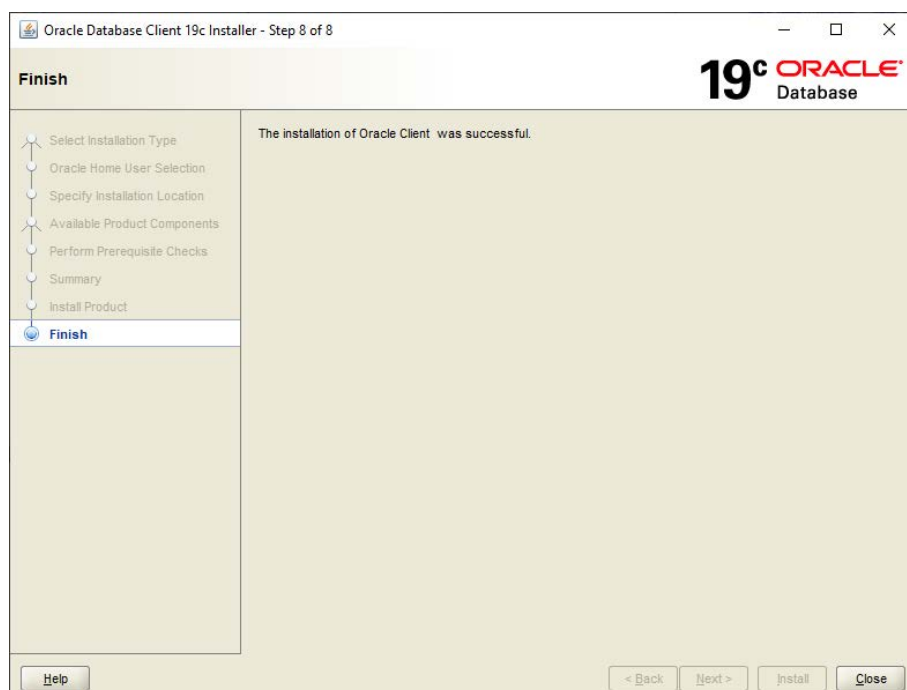 Oracle Database Client 19c Installer - Step 8 of 8
Finish
19c ORACLE
Database
Select Installation Type
Oracle Home User Selection
Specify Installation Location
Available Product Components
Perform Prerequisite Checks
Summary
Install Product
Finish
The installation of Oracle Client  was successful.
Help
< Back
Next >
Install
Close